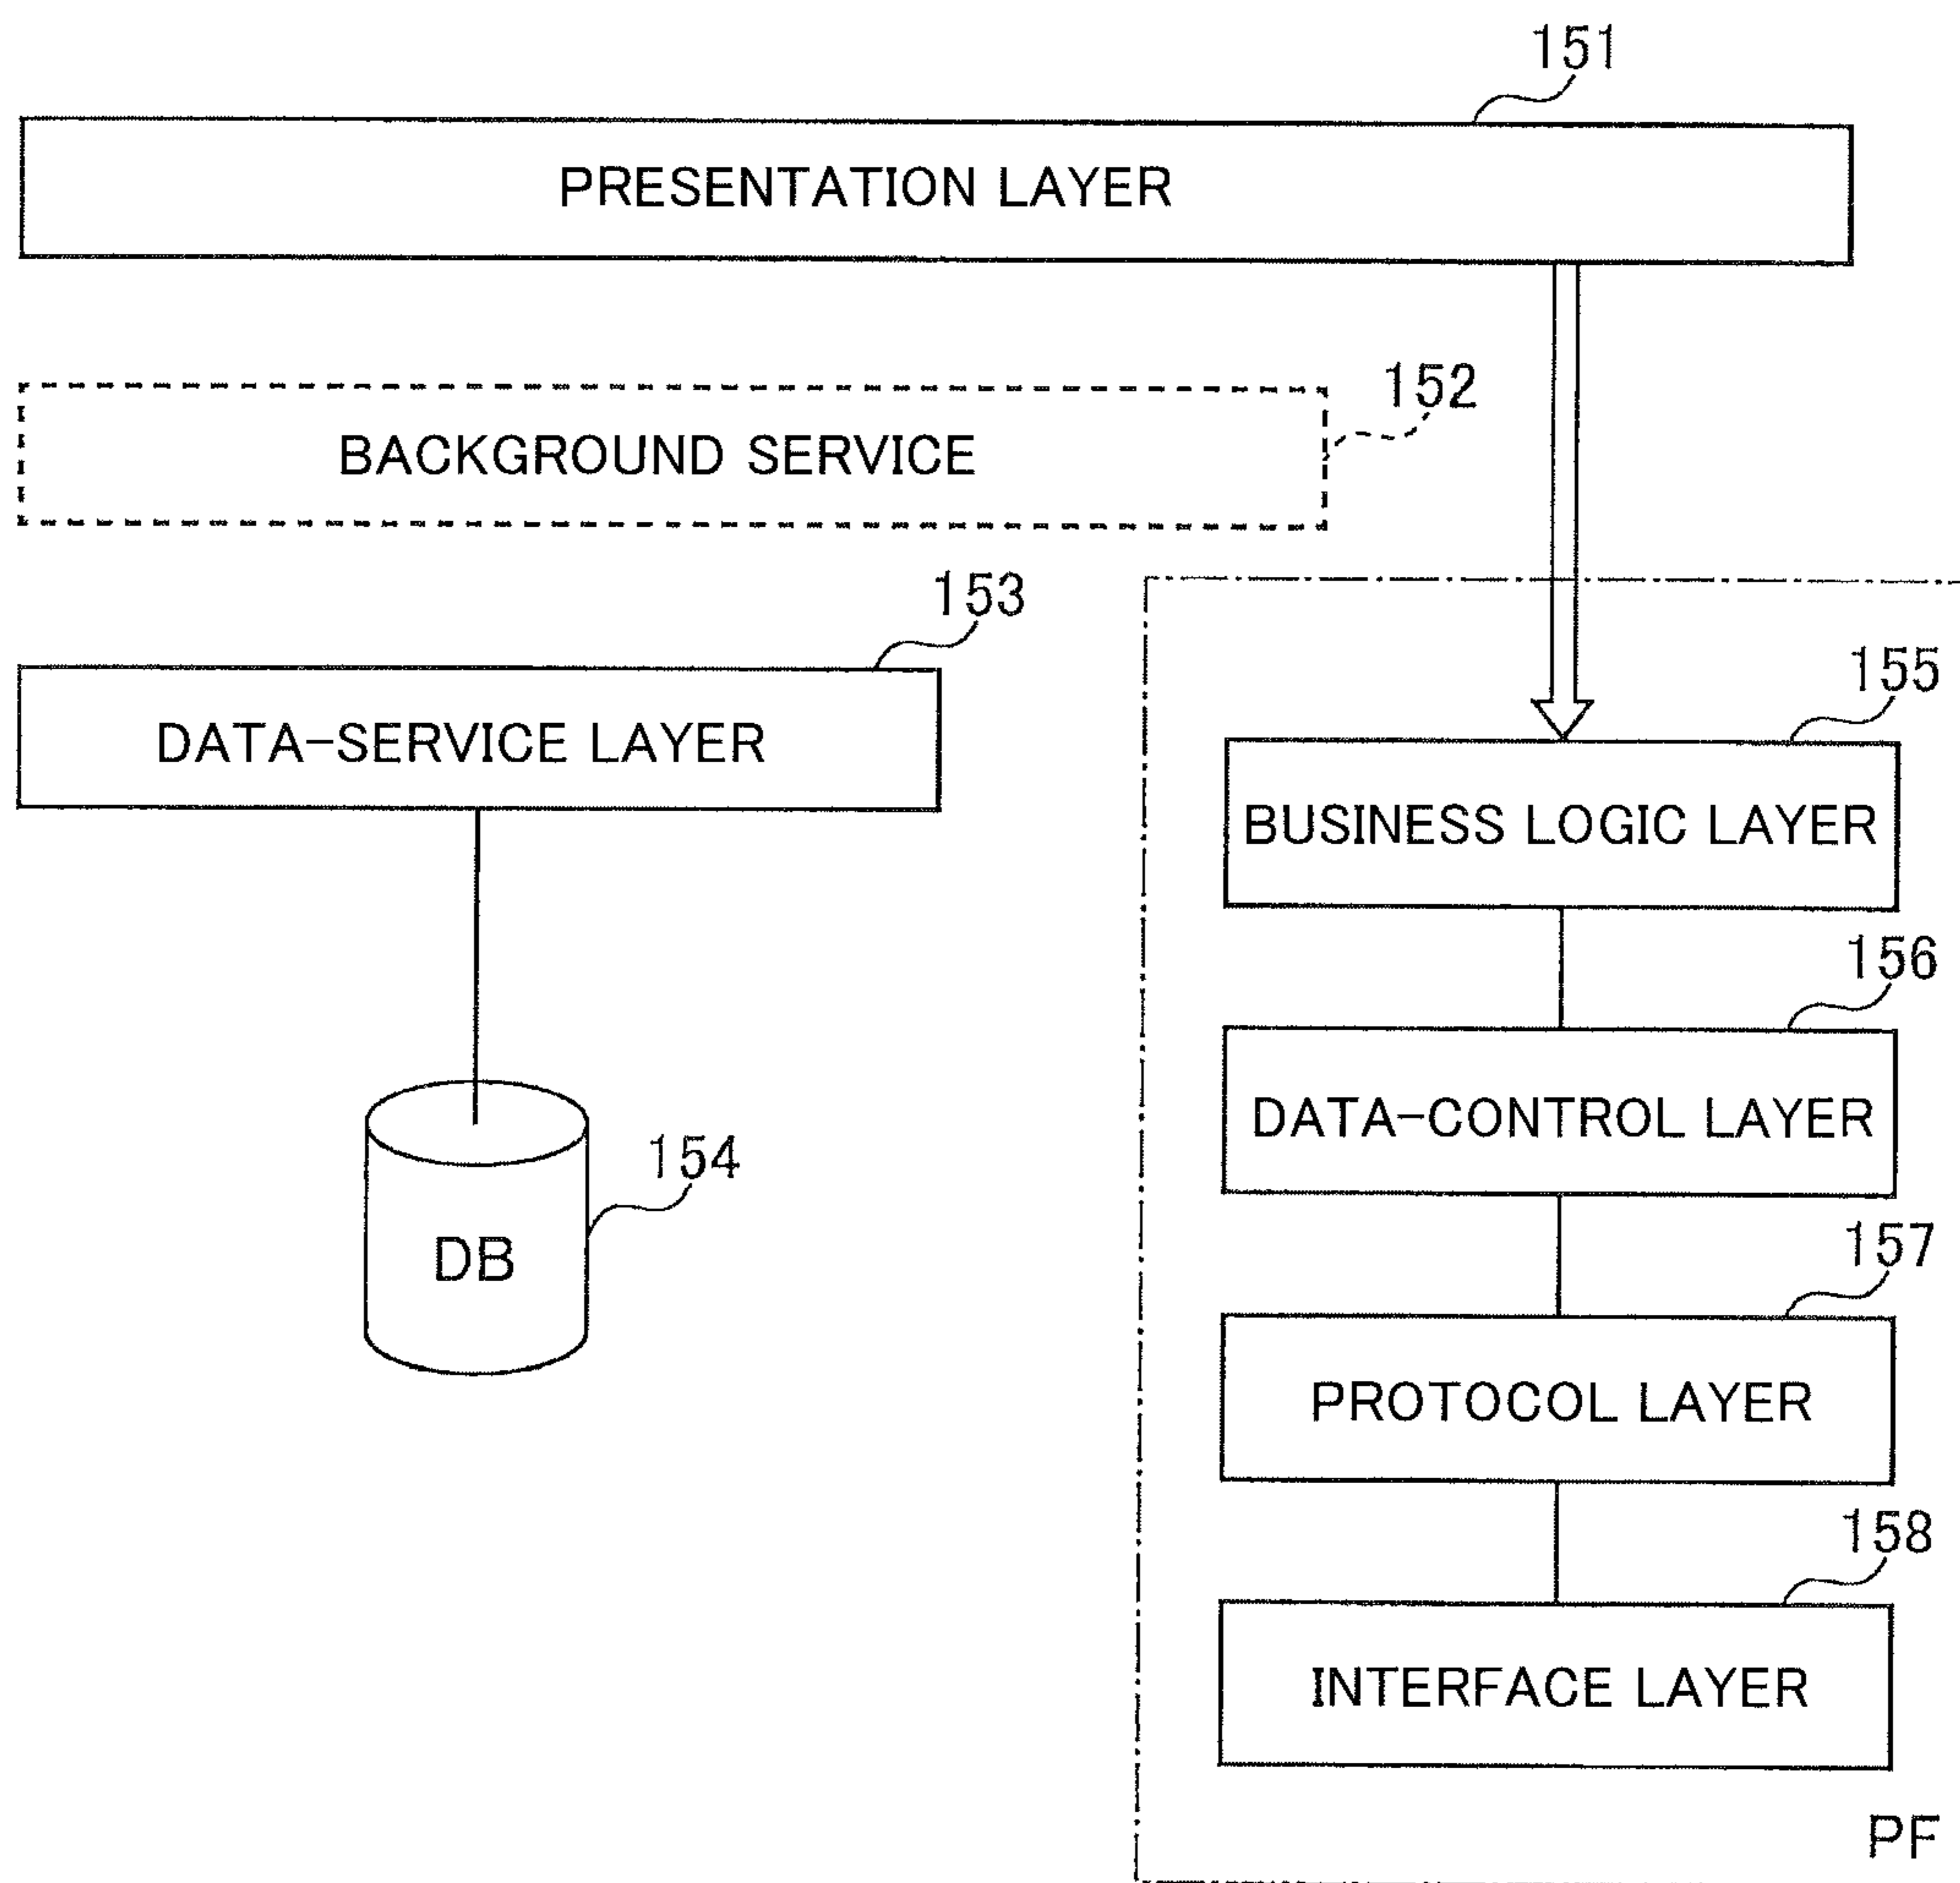 151
PRESENTATION LAYER
152
BACKGROUND SERVICE
153
DATA-SERVICE LAYER
154
DB
155
BUSINESS LOGIC LAYER
156
DATA-CONTROL LAYER
157
PROTOCOL LAYER
158
INTERFACE LAYER
PF